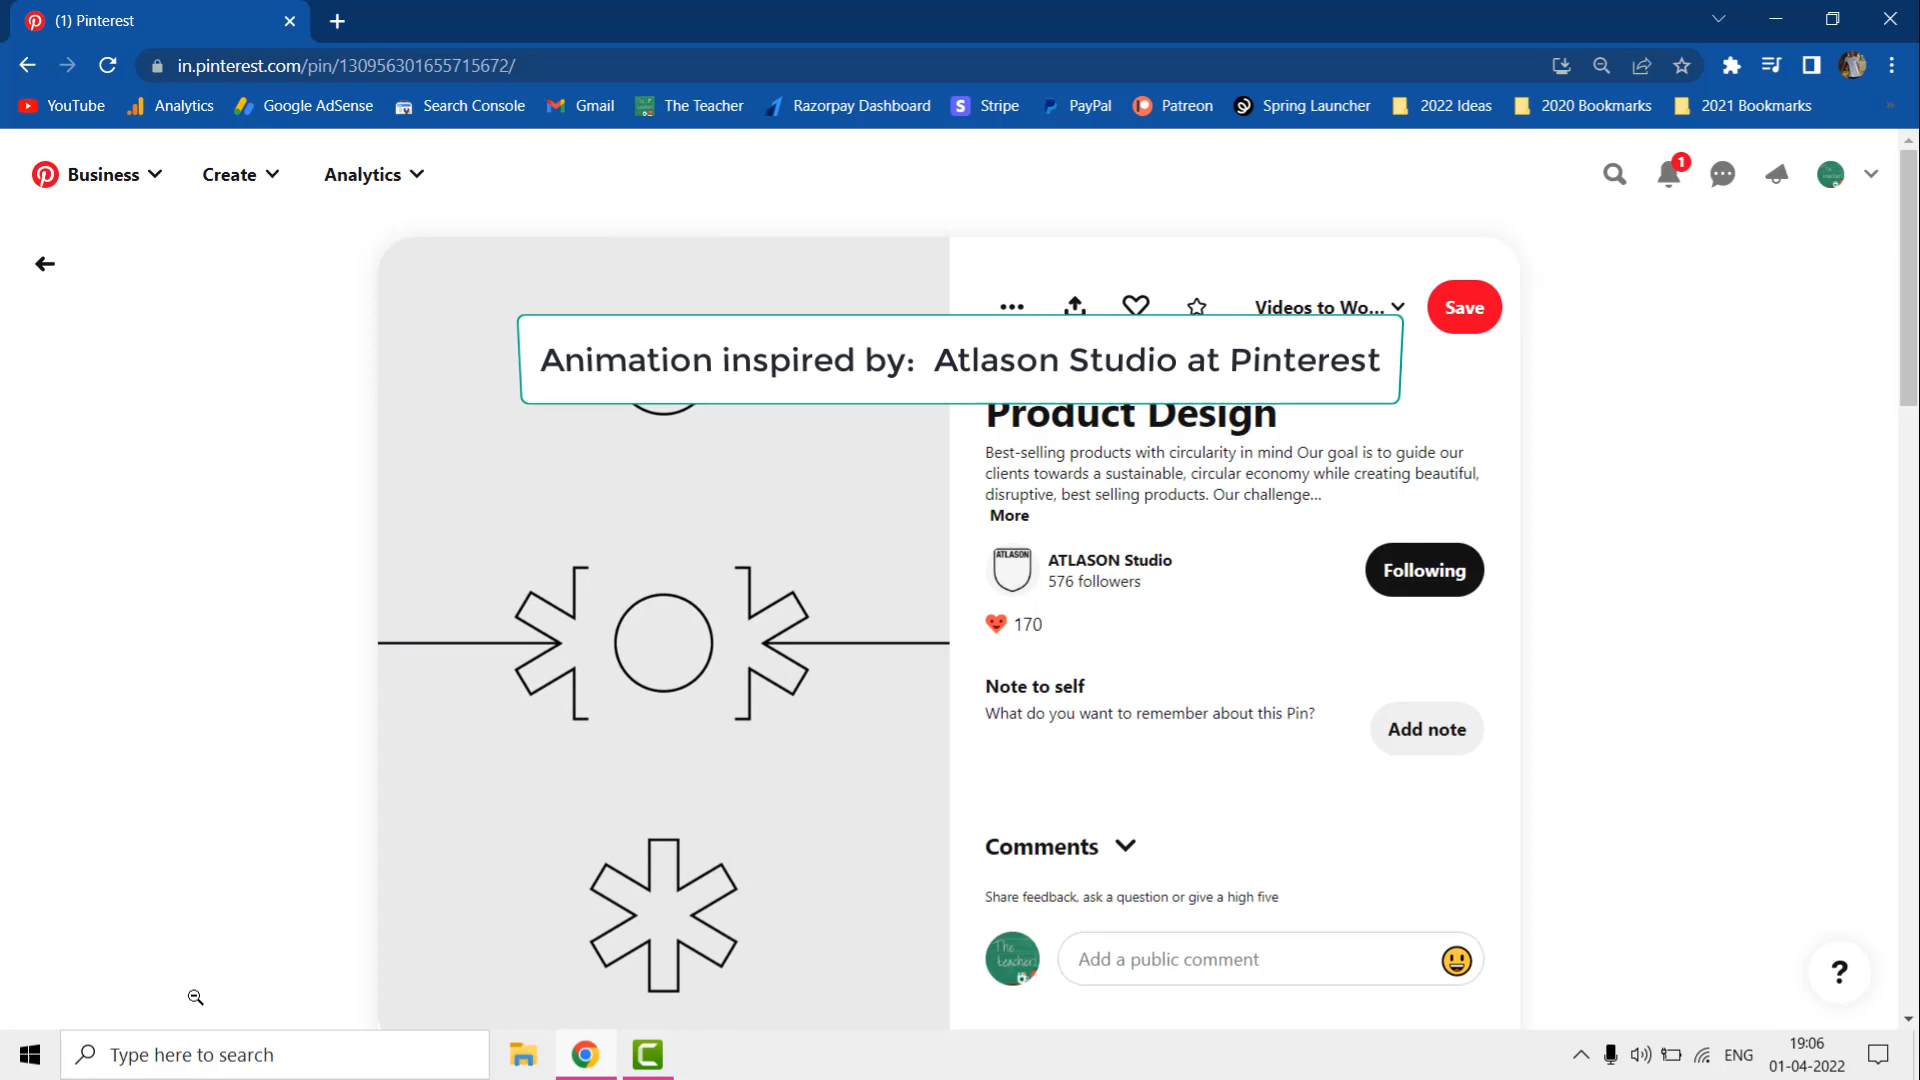 (1) Pinterest
in.pinterest.com/pin/130956301655715672/
YouTube Analytics Google AdSense Search Console Gmail The Teacher Razorpay Dashboard Stripe PayPal Patreon Spring Launcher 2022 Ideas 2020 Bookmarks 2021 Bookmarks
Business Create Analytics
1
Videos to Wo... Save
Animation inspired by: Atlason Studio at Pinterest
Product Design
Best-selling products with circularity in mind Our goal is to guide our
clients towards a sustainable, circular economy while creating beautiful,
disruptive, best selling products. Our challenge...
More
ATLASON
ATLASON Studio
576 followers
Following
170
Note to self
What do you want to remember about this Pin?
Add note
Comments
Share feedback, ask a question or give a high five
The teacher
Add a public comment
?
Type here to search
ENG
19:06
01-04-2022